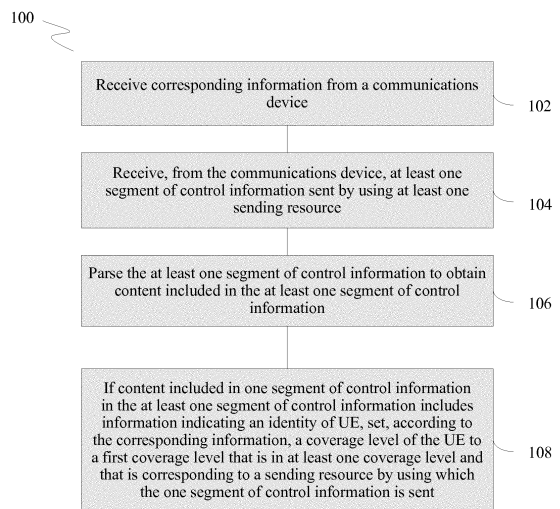 100
Receive corresponding information from a communications
device
102
Receive, from the communications device, at least one
segment of control information sent by using at least one
sending resource
104
Parse the at least one segment of control information to obtain
content included in the at least one segment of control
information
106
If content included in one segment of control information
in the at least one segment of control information includes
information indicating an identity of UE, set, according to
the corresponding information, a coverage level of the UE to
a first coverage level that is in at least one coverage level and
that is corresponding to a sending resource by using which
the one segment of control information is sent
108